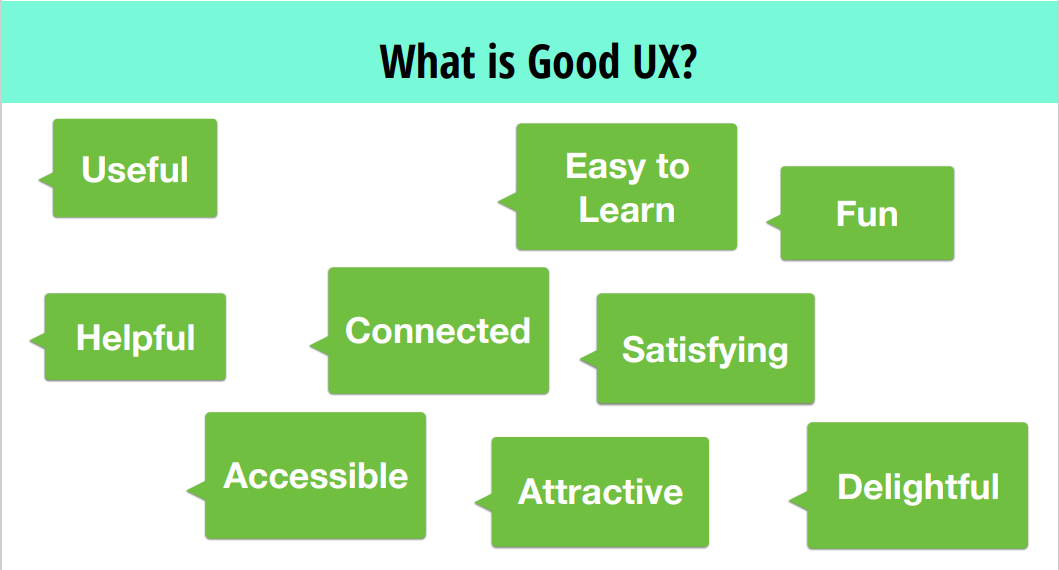 What is Good UX?
Useful
Easy to
Learn
Fun
Helpful
Connected
Satisfying
Accessible
Attractive
Delightful